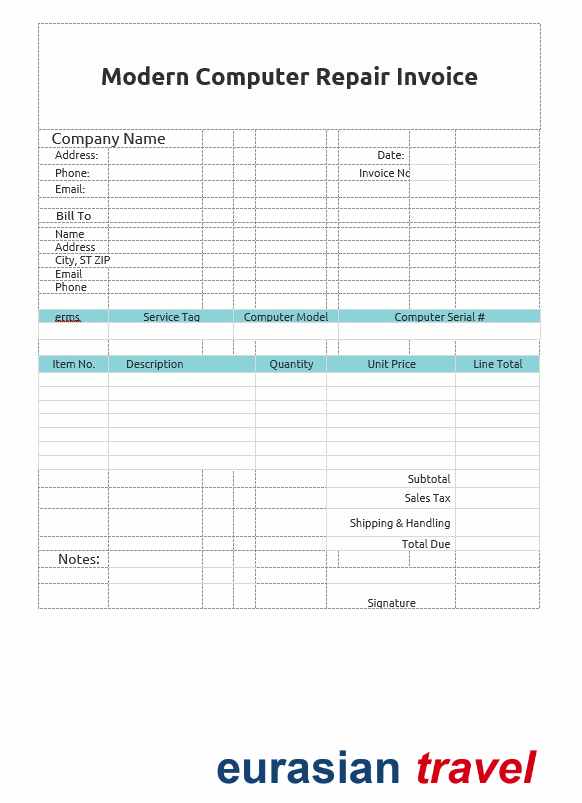 Modern Computer Repair Invoice
Company Name
Address: Date:
Phone: Invoice No
Email:
Bill To
Name
Address
City, ST ZIP
Email
Phone
erms Service Tag Computer Model Computer Serial #
Item No. Description Quantity Unit Price Line Total
Subtotal
Sales Tax
Shipping & Handling
Total Due
Notes:
Signature
eurasian travel